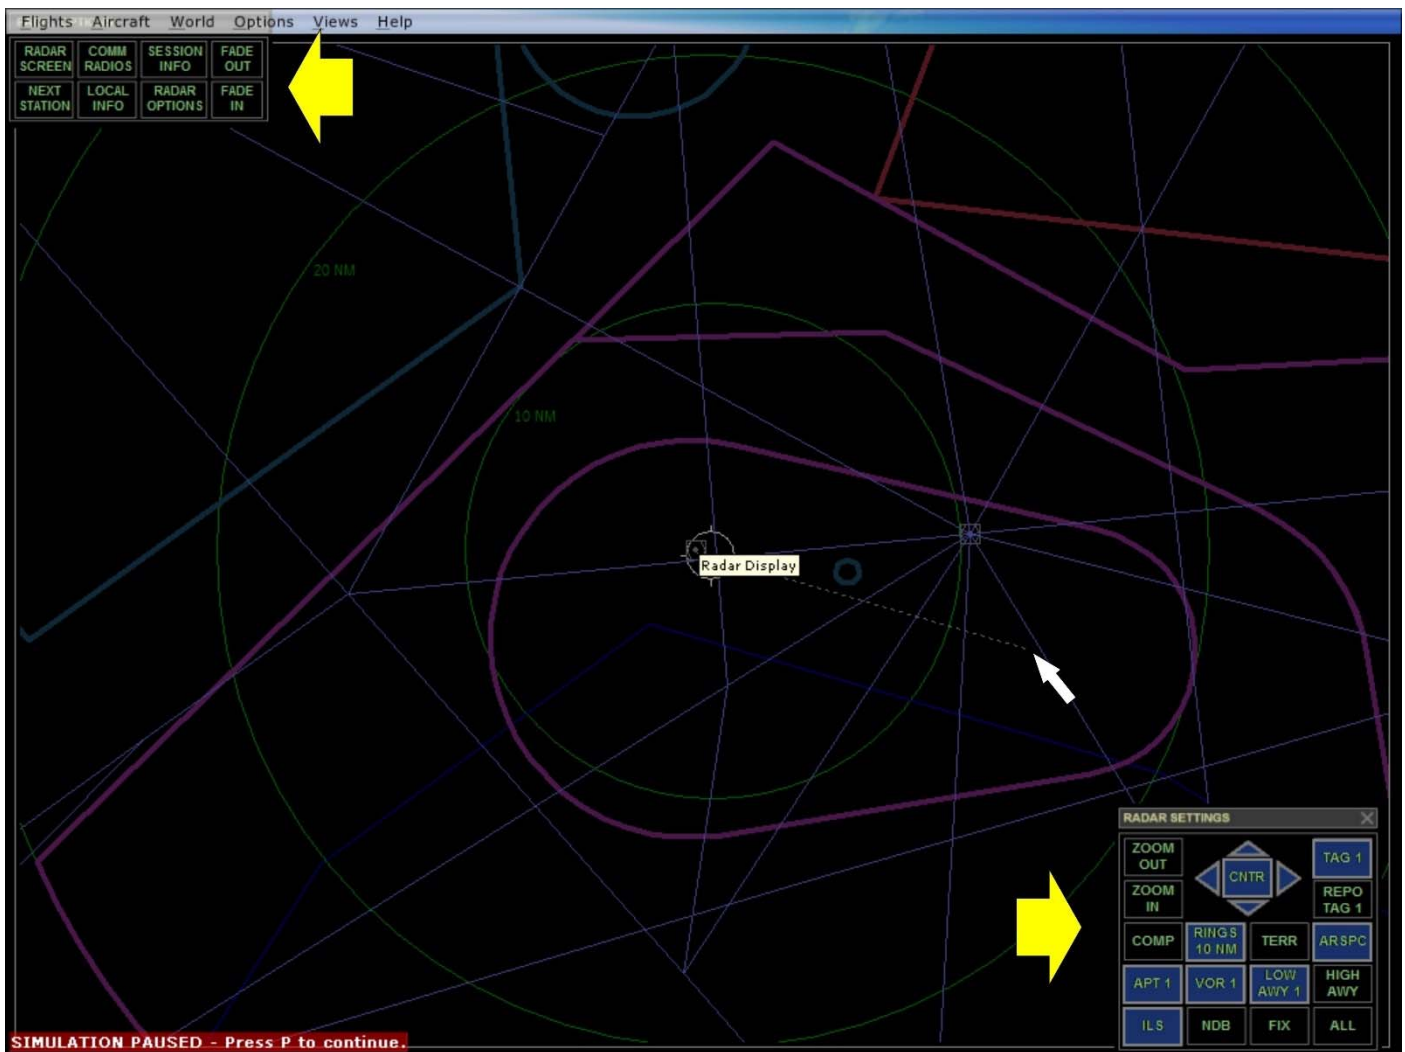 Flights Aircraft World Options Views Help
RADAR SCREEN COMM RADIOS SESSION INFO FADE OUT
NEXT STATION LOCAL INFO RADAR OPTIONS FADE IN
20 NM
10 NM
Radar Display
RADAR SETTINGS
ZOOM OUT CNTR TAG 1
ZOOM IN REPO TAG 1
COMP RINGS 10 NM TERR ARSPC
APT 1 VOR 1 LOW AWY 1 HIGH AWY
ILS NDB FIX ALL
SIMULATION PAUSED - Press P to continue.